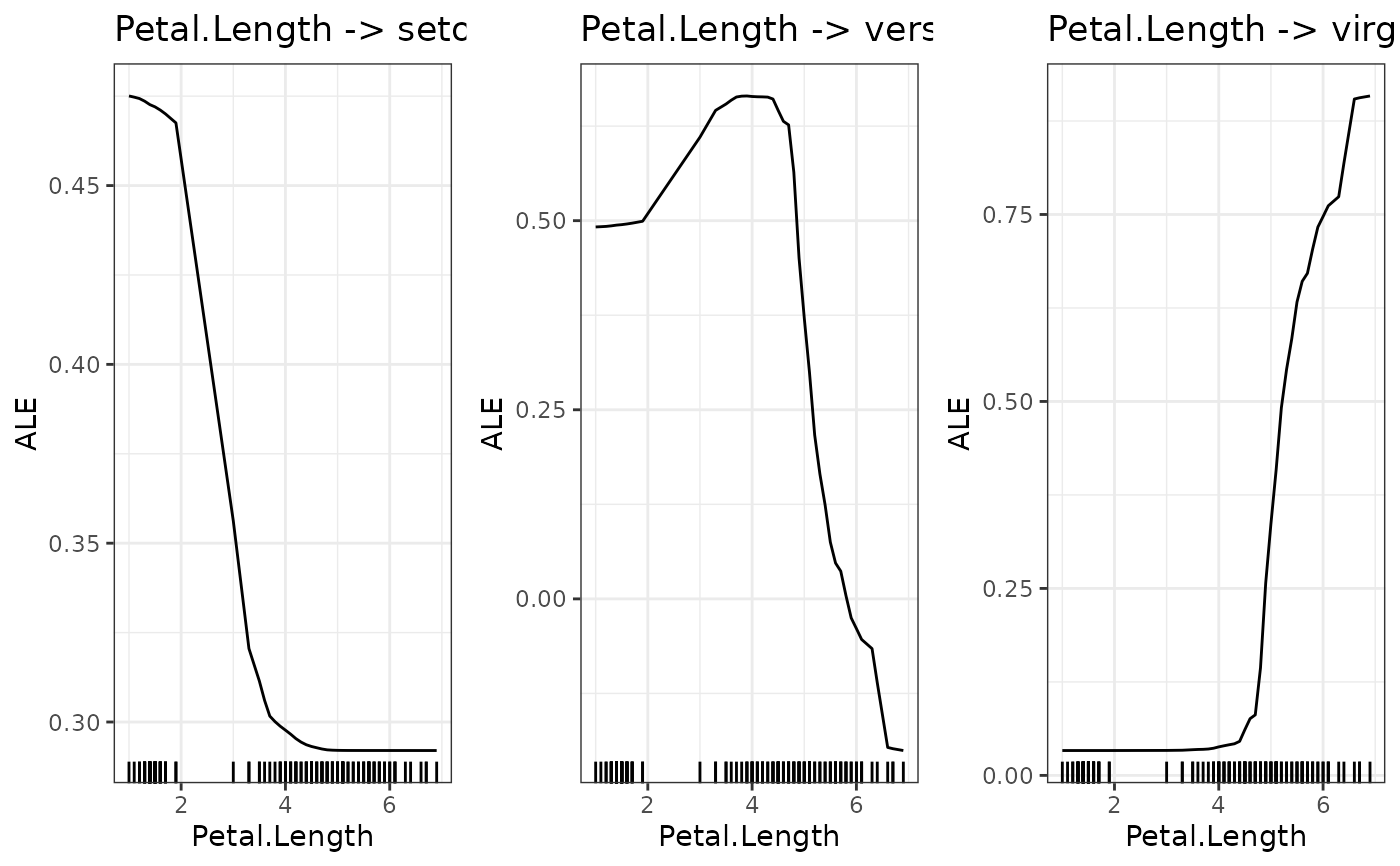 Petal.Length -> setc
ALE
0.45
0.40
0.35
0.30
2 4 6
Petal.Length
Petal.Length -> vers
ALE
0.50
0.25
0.00
2 4 6
Petal.Length
Petal.Length -> virg
ALE
0.75
0.50
0.25
0.00
2 4 6
Petal.Length